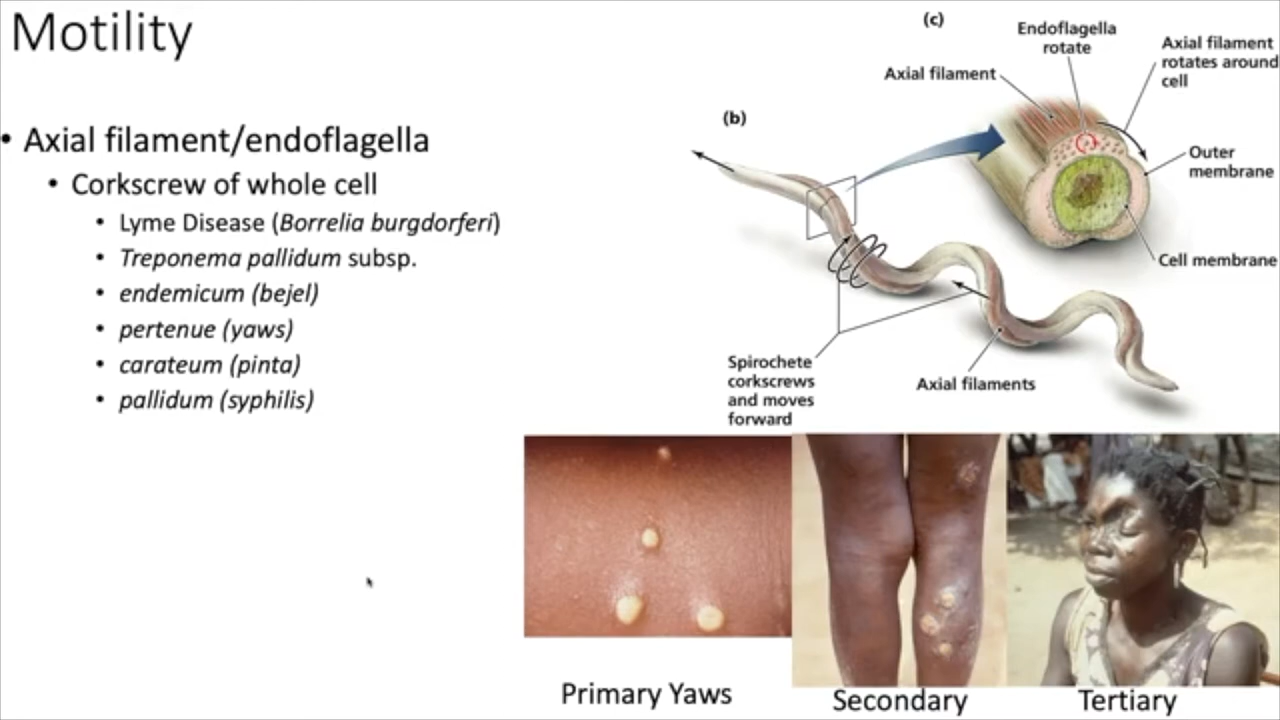 Motility
• Axial filament/endoflagella
• Corkscrew of whole cell
• Lyme Disease (Borrelia burgdorferi)
• Treponema pallidum subsp.
• endemicum (bejel)
• pertenue (yaws)
• carateum (pinta)
• pallidum (syphilis)
(c)
Endoflagella
rotate
Axial filament
rotates around
cell
Axial filament
(b)
Outer
membrane
Cell membrane
Spirochete
corkscrews
and moves
forward
Axial filaments
Primary Yaws
Secondary
Tertiary